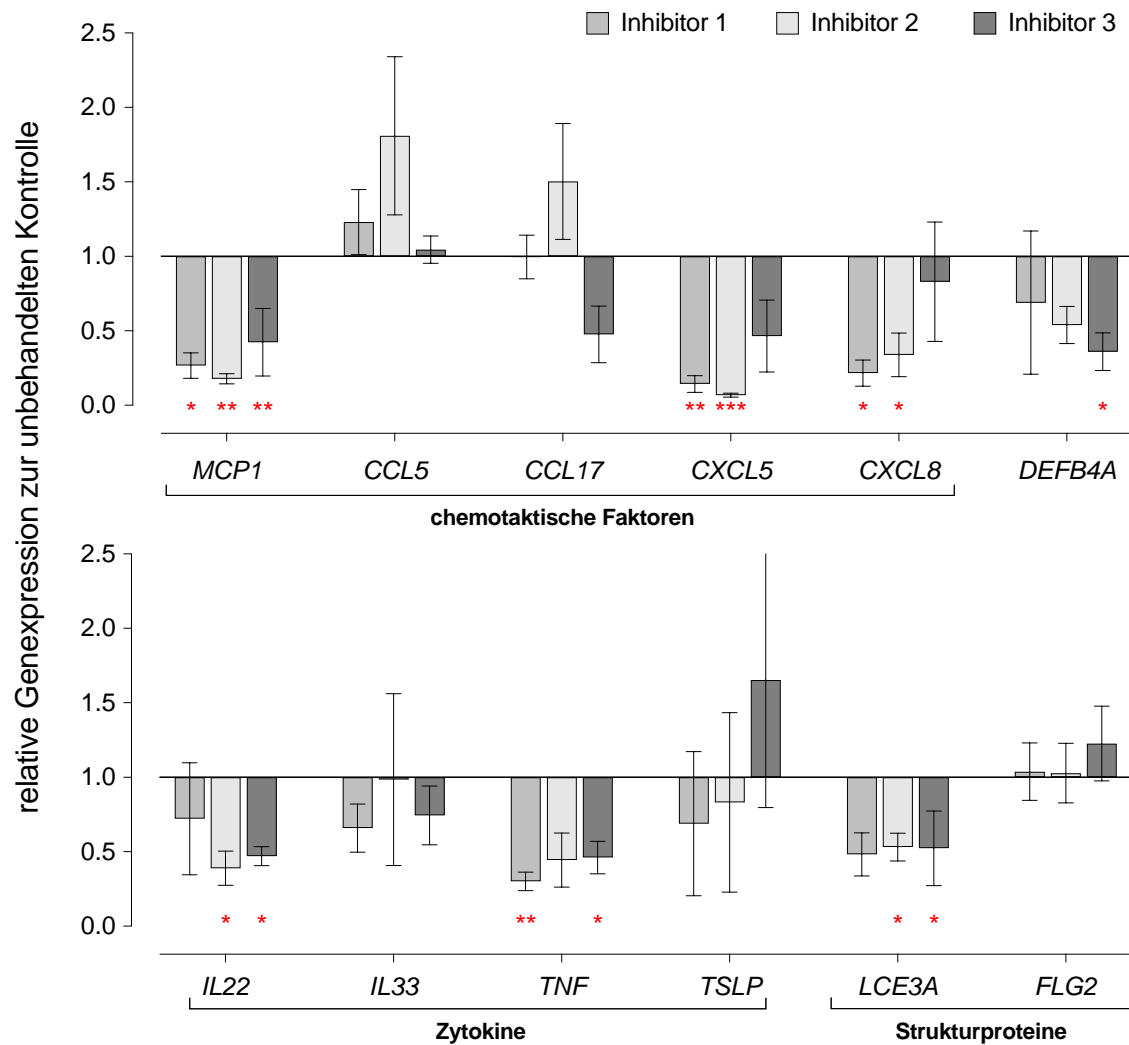 Inhibitor 1 Inhibitor 2 Inhibitor 3
relative Genexpression zur unbehandelten Kontrolle
2.5
2.0
1.5
1.0
0.5
0.0
* ** ** ** *** * * *
MCP1 CCL5 CCL17 CXCL5 CXCL8 DEFB4A
chemotaktische Faktoren
2.5
2.0
1.5
1.0
0.5
0.0
* * ** * * *
IL22 IL33 TNF TSLP LCE3A FLG2
Zytokine Strukturproteine